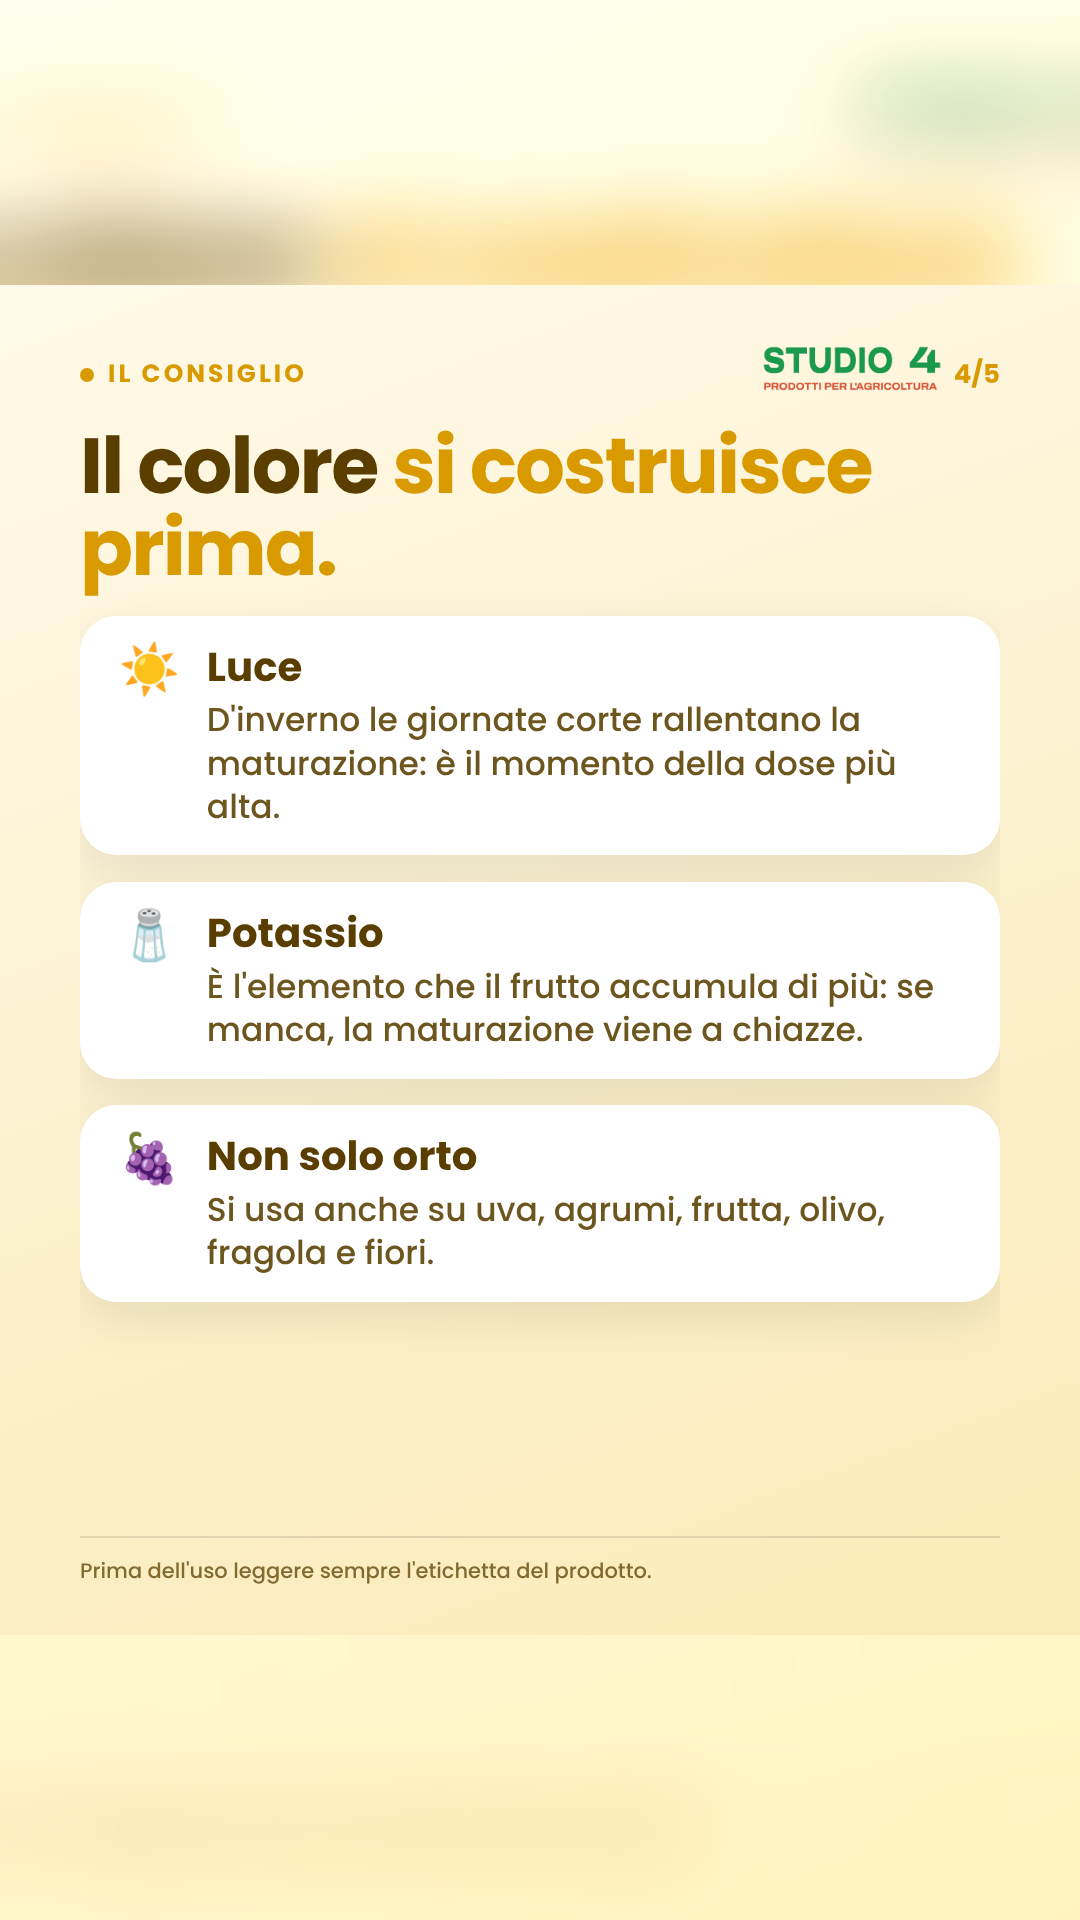 IL CONSIGLIO
STUDIO 4
PRODOTTI PER L'AGRICOLTURA
4/5
Il colore si costruisce
prima.
Luce
D'inverno le giornate corte rallentano la
maturazione: è il momento della dose più
alta.
Potassio
È l'elemento che il frutto accumula di più: se
manca, la maturazione viene a chiazze.
Non solo orto
Si usa anche su uva, agrumi, frutta, olivo,
fragola e fiori.
Prima dell'uso leggere sempre l'etichetta del prodotto.